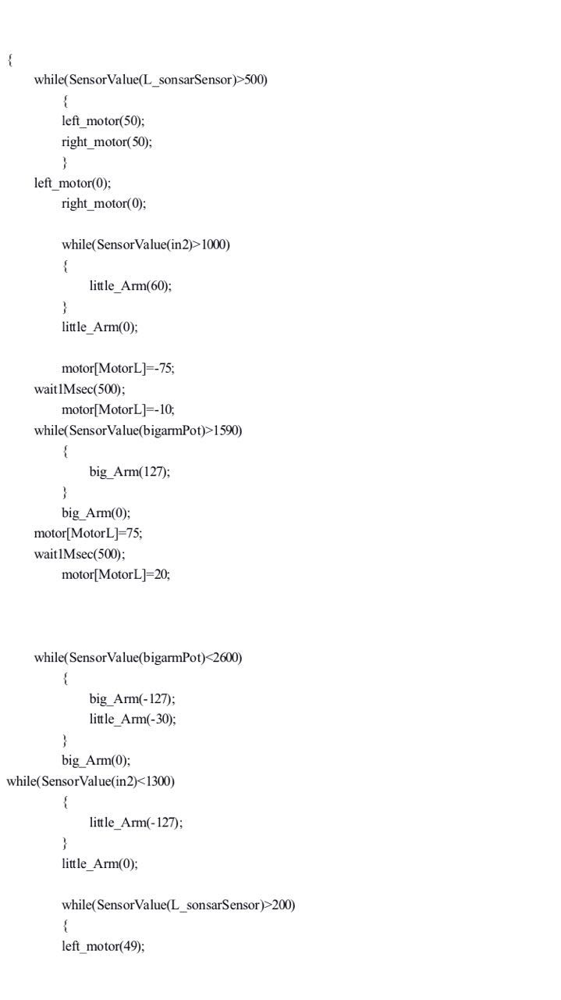 {
while(SensorValue(L_sonsarSensor)>500)
{
left_motor(50);
right_motor(50);
}
left_motor(0);
right_motor(0);
while(SensorValue(in2)>1000)
{
little_Arm(60);
}
little_Arm(0);
motor[MotorL]=-75;
wait1Msec(500);
motor[MotorL]=-10;
while(SensorValue(bigarmPot)>1590)
{
big_Arm(127);
}
big_Arm(0);
motor[MotorL]=75;
wait1Msec(500);
motor[MotorL]=20;
while(SensorValue(bigarmPot)<2600)
{
big_Arm(-127);
little_Arm(-30);
}
big_Arm(0);
while(SensorValue(in2)<1300)
{
little_Arm(-127);
}
little_Arm(0);
while(SensorValue(L_sonsarSensor)>200)
{
left_motor(49);